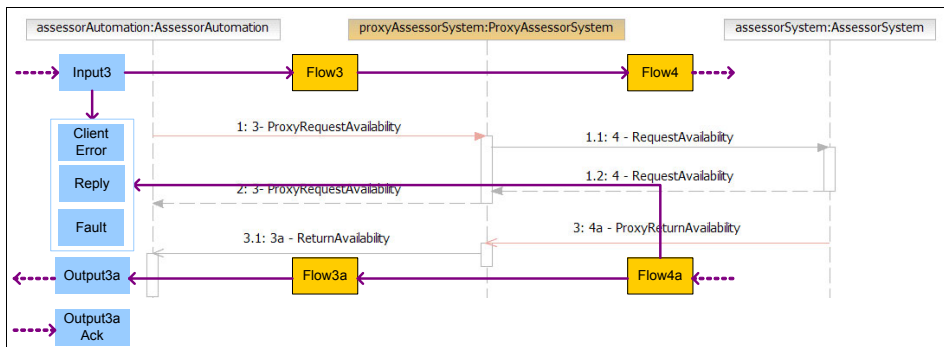 assessorAutomation:AssessorAutomation
proxyAssessorSystem:ProxyAssessorSystem
assessorSystem:AssessorSystem
Input3
Flow3
Flow4
Client
Error
1: 3- ProxyRequestAvailability
1.1: 4 - RequestAvailability
Reply
1.2: 4 - RequestAvailability
2: 3- ProxyRequestAvailability
Fault
3: 4a - ProxyReturnAvailability
3.1: 3a - ReturnAvailability
Output3a
Flow3a
Flow4a
Output3a
Ack